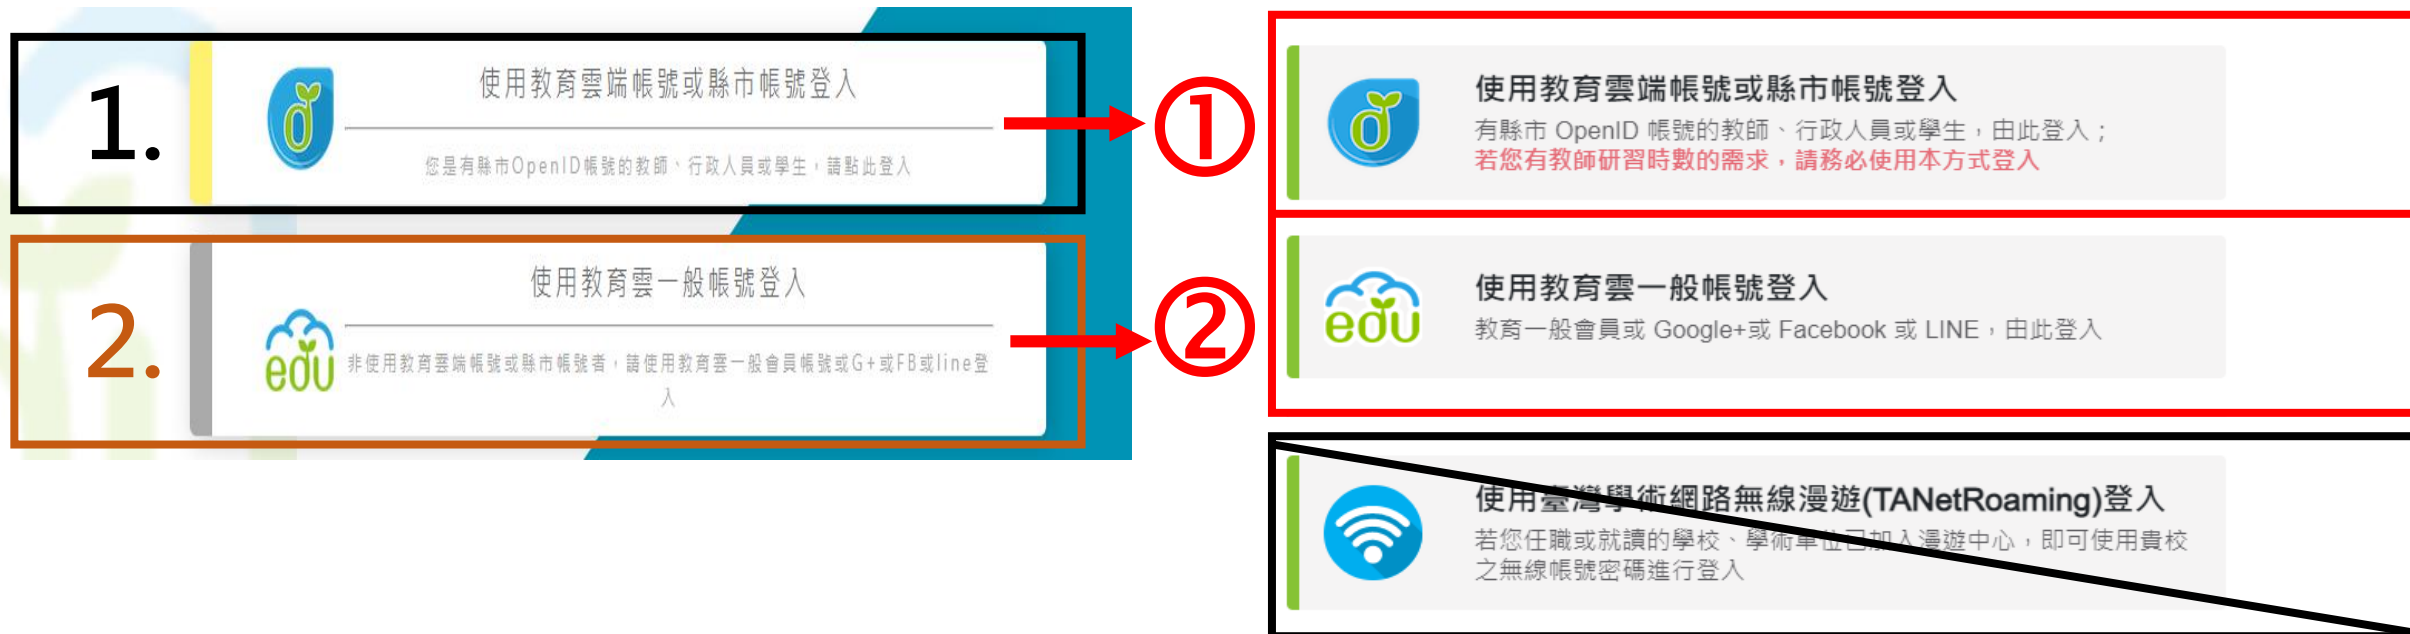 1.
使用教育雲端帳號或縣市帳號登入
您是有縣市OpenID帳號的教師、行政人員或學生，請點此登入
2.
使用教育雲一般帳號登入
edu
非使用教育雲端帳號或縣市帳號者，請使用教育雲一般會員帳號或G+或FB或line登
入
①
使用教育雲端帳號或縣市帳號登入
有縣市 OpenID 帳號的教師、行政人員或學生，由此登入；
若您有教師研習時數的需求，請務必使用本方式登入
②
使用教育雲一般帳號登入
edu
教育一般會員或 Google+或 Facebook 或 LINE，由此登入
使用臺灣學術網路無線漫遊(TANetRoaming)登入
若您任職或就讀的學校、學術單位已加入漫遊中心，即可使用貴校
之無線帳號密碼進行登入